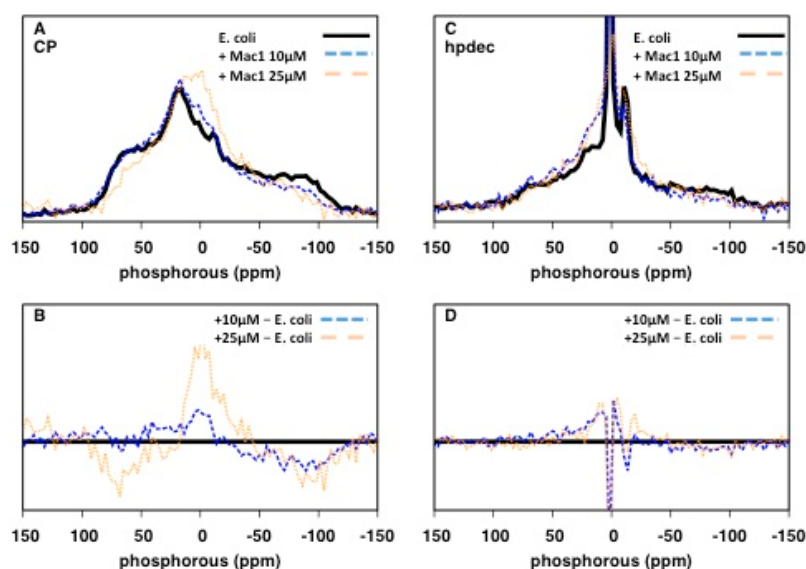 A
CP
E. coli
+ Mac1 10μM
+ Mac1 25μM
150 100 50 0 -50 -100 -150
phosphorous (ppm)
C
hpdec
E. coli
+ Mac1 10μM
+ Mac1 25μM
150 100 50 0 -50 -100 -150
phosphorous (ppm)
B
+10μM – E. coli
+25μM – E. coli
150 100 50 0 -50 -100 -150
phosphorous (ppm)
D
+10μM – E. coli
+25μM – E. coli
150 100 50 0 -50 -100 -150
phosphorous (ppm)